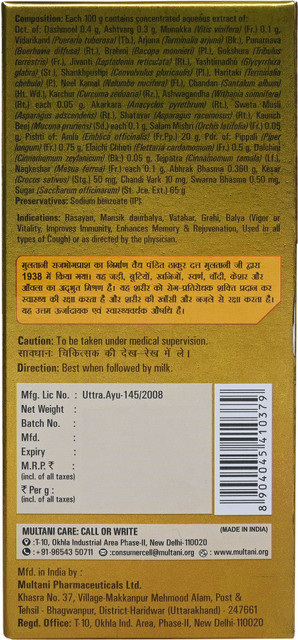 Composition: Each 100 g contains concentrated aqueous extract of:
Oct. of: Dashmool 0.4 g, Ashtvarg 0.3 g, Munakka (Vitis vinifera) (Fr.) 0.1 g,
Vidarikand (Pueraria tuberosa) (Tb.), Arjuna (Terminalia arjuna) (Bk.), Punarnava
(Boerhavia diffusa) (Rt.), Brahmi (Bacopa monnieri) (Pl.), Gokshura (Tribulus
terrestris) (Fr.), Jivanti (Leptadenia reticulata) (Rt.), Yashtimadhu (Glycyrrhiza
glabra) (St.), Shankhpushpi (Convolvulus pluricaulis) (Pl.), Haritaki (Terminalia
chebula) (P.), Neel Kamal (Nelumbo nucifera) (Fl.), Chandan (Santalum album)
(Ht. Wd.), Karchur (Curcuma zedoaria) (Rz.), Ashwagandha (Withania somnifera)
(Rt.) each 0.05 g, Akarkara (Anacyclus pyrethrum) (Rt.), Sweta Musli
(Asparagus adscendens) (Rt.), Shatavar (Asparagus racemosus) (Rt.), Kaunch
Beej (Mucuna pruriens) (Sd.) each 0.1 g, Salam Mishri (Orchis latifolia) (Fr.) 0.05
g, Pishti of: Amla (Emblica officinalis) (Fr.Pp.) 20 g, Pdr. of: Pippali (Piper
longum) (Fr.) 0.75 g, Elaichi Chhoti (Elettaria cardamomum) (Fr.) 0.5 g, Dalchini
(Cinnamomum zeylanicum) (Bk.) 0.05 g, Tejpatra (Cinnamomum tamala) (Lf.),
Nagkeshar (Mesua ferrea) (Fr.) each 0.1 g, Abhrak Bhasma 0.360 g, Késar
(Crocus sativus) (Stg.) 50 mg, Chandi Vark 10 mg, Swarna Bhasma 0.50 mg,
Sugar (Saccharum officinarum) (St. Jce. Ext.) 65 g
Preservatives: Sodium benzoate (IP).
Indications: Rasayan, Mansik daurbalya, Vatahar, Grahi, Balya (Vigor or
Vitality, Improves Immunity, Enhances Memory & Rejuvenation, Used in all
types of Cough) or as directed by the physician.
मुलतानी राजभोगप्राश का निर्माण वैद्य पंडित ठाकुर दत्त मुलतानी जी द्वारा
1938 में किया गया। यह जड़ी, बूटियों, खनिजों, स्वर्ण, चाँदी, केशर और
आँवला का अद्भुत मिश्रण है। यह शरीर को रोग-प्रतिरोधक शक्ति प्रदान कर
स्वास्थ्य की रक्षा करता है और शरीर की खाँसी और नजले से रक्षा करता है।
यह उत्तम ऊर्जादायक एवं स्वास्थ्यवर्धक औषधि है।
Caution: To be taken under medical supervision.
सावधानः चिकित्सक की देख-रेख में लें।
Direction: Best when followed by milk.
Mfg. Lic No. : Uttra.Ayu-145/2008
Net Weight :
Batch No. :
Mfd. :
Expiry :
M.R.P. ₹ :
(incl. of all taxes)
₹ Per g :
(incl. of all taxes)
8 904045 410379
MULTANI CARE: CALL OR WRITE (MADE IN INDIA)
: T-10, Okhla Industrial Area Phase-II, New Delhi-110020
: +91-96543 50711 : consumercell@multani.org : www.multani.org
Mfd. in India by :
Multani Pharmaceuticals Ltd.
Khasra No. 37, Village-Makkanpur Mehmood Alam, Post &
Tehsil - Bhagwanpur, District-Haridwar (Uttarakhand) - 247661
Regd. Office: T-10, Okhla Phase-II, New Delhi-110020